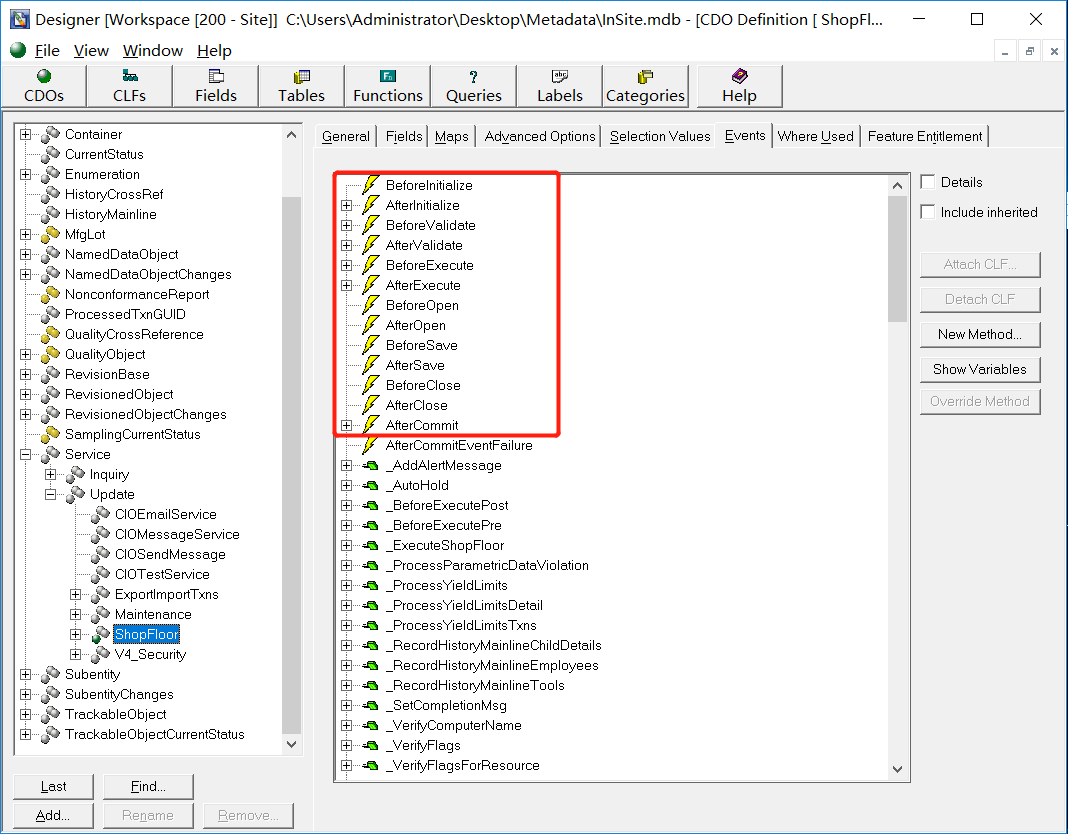 Designer [Workspace [200 - Site]] C:\Users\Administrator\Desktop\Metadata\InSite.mdb - [CDO Definition [ ShopFl...
File View Window Help
CDOs CLFs Fields Tables Functions Queries Labels Categories Help
Container
CurrentStatus
Enumeration
HistoryCrossRef
HistoryMainline
MfgLot
NamedDataObject
NamedDataObjectChanges
NonconformanceReport
ProcessedTxnGUID
QualityCrossReference
QualityObject
RevisionBase
RevisionedObject
RevisionedObjectChanges
SamplingCurrentStatus
Service
Inquiry
Update
CIOEmailService
CIOMessageService
CIOSendMessage
CIOTestService
ExportImportTxns
Maintenance
ShopFloor
V4_Security
Subentity
SubentityChanges
TrackableObject
TrackableObjectCurrentStatus
Last Find...
Add... Rename Remove...
General Fields Maps Advanced Options Selection Values Events Where Used Feature Entitlement
BeforeInitialize
AfterInitialize
BeforeValidate
AfterValidate
BeforeExecute
AfterExecute
BeforeOpen
AfterOpen
BeforeSave
AfterSave
BeforeClose
AfterClose
AfterCommit
AfterCommitEventFailure
_AddAlertMessage
_AutoHold
_BeforeExecutePost
_BeforeExecutePre
_ExecuteShopFloor
_ProcessParametricDataViolation
_ProcessYieldLimits
_ProcessYieldLimitsDetail
_ProcessYieldLimitsTxns
_RecordHistoryMainlineChildDetails
_RecordHistoryMainlineEmployees
_RecordHistoryMainlineTools
_SetCompletionMsg
_VerifyComputerName
_VerifyFlags
_VerifyFlagsForResource
Details
Include inherited
Attach CLF...
Detach CLF
New Method...
Show Variables
Override Method